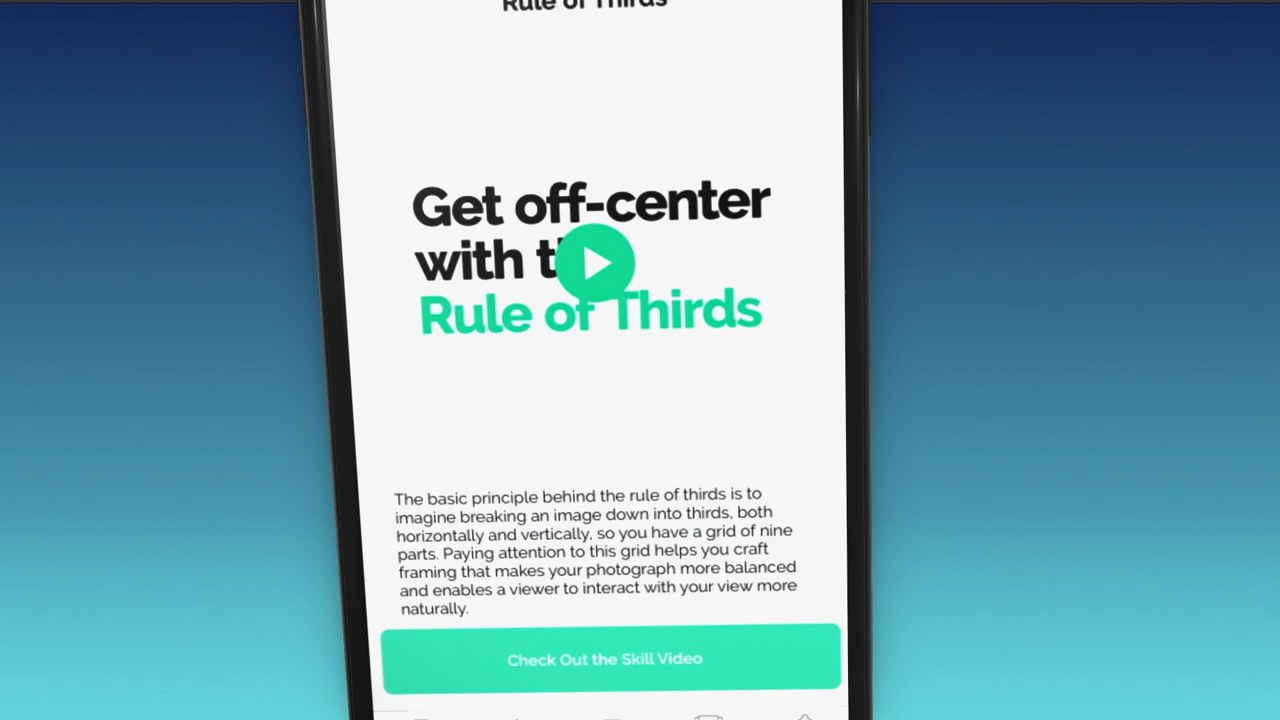 Rule of Thirds
Get off-center
with th
Rule of Thirds
The basic principle behind the rule of thirds is to
imagine breaking an image down into thirds, both
horizontally and vertically, so you have a grid of nine
parts. Paying attention to this grid helps you craft
framing that makes your photograph more balanced
and enables a viewer to interact with your view more
naturally.
Check Out the Skill Video